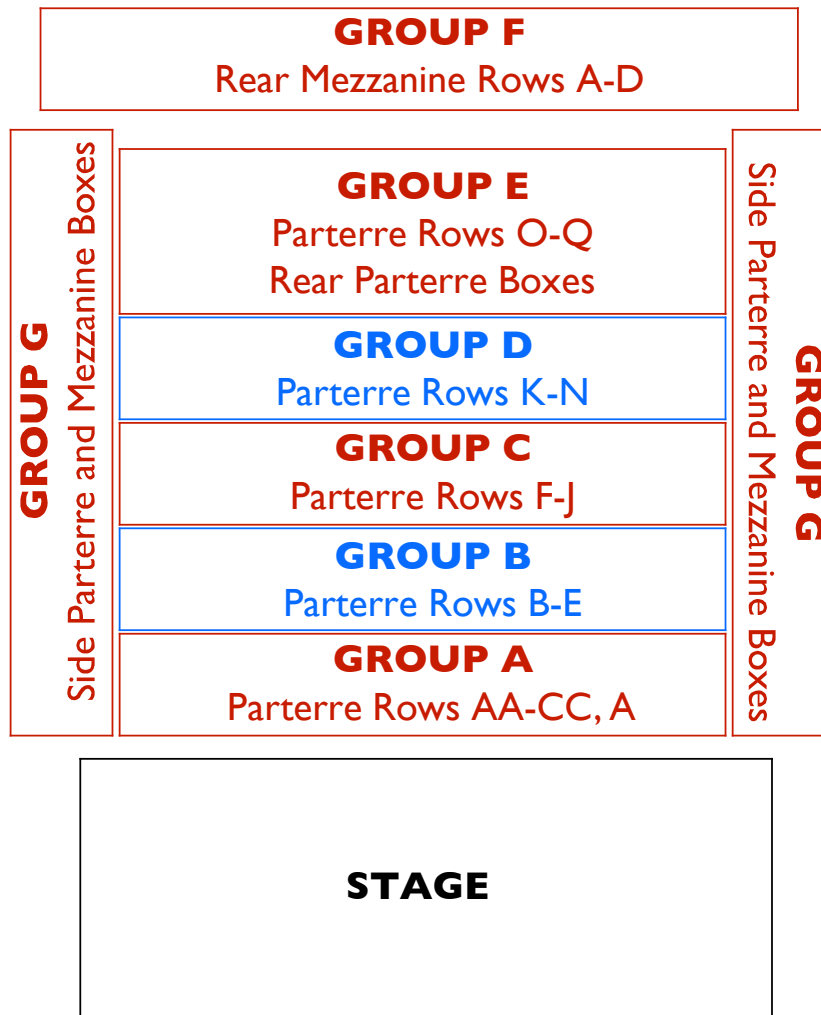 GROUP F
Rear Mezzanine Rows A-D
GROUP G
Side Parterre and Mezzanine Boxes
GROUP E
Parterre Rows O-Q
Rear Parterre Boxes
GROUP D
Parterre Rows K-N
GROUP C
Parterre Rows F-J
GROUP B
Parterre Rows B-E
GROUP A
Parterre Rows AA-CC, A
GROUP G
Side Parterre and Mezzanine Boxes
STAGE